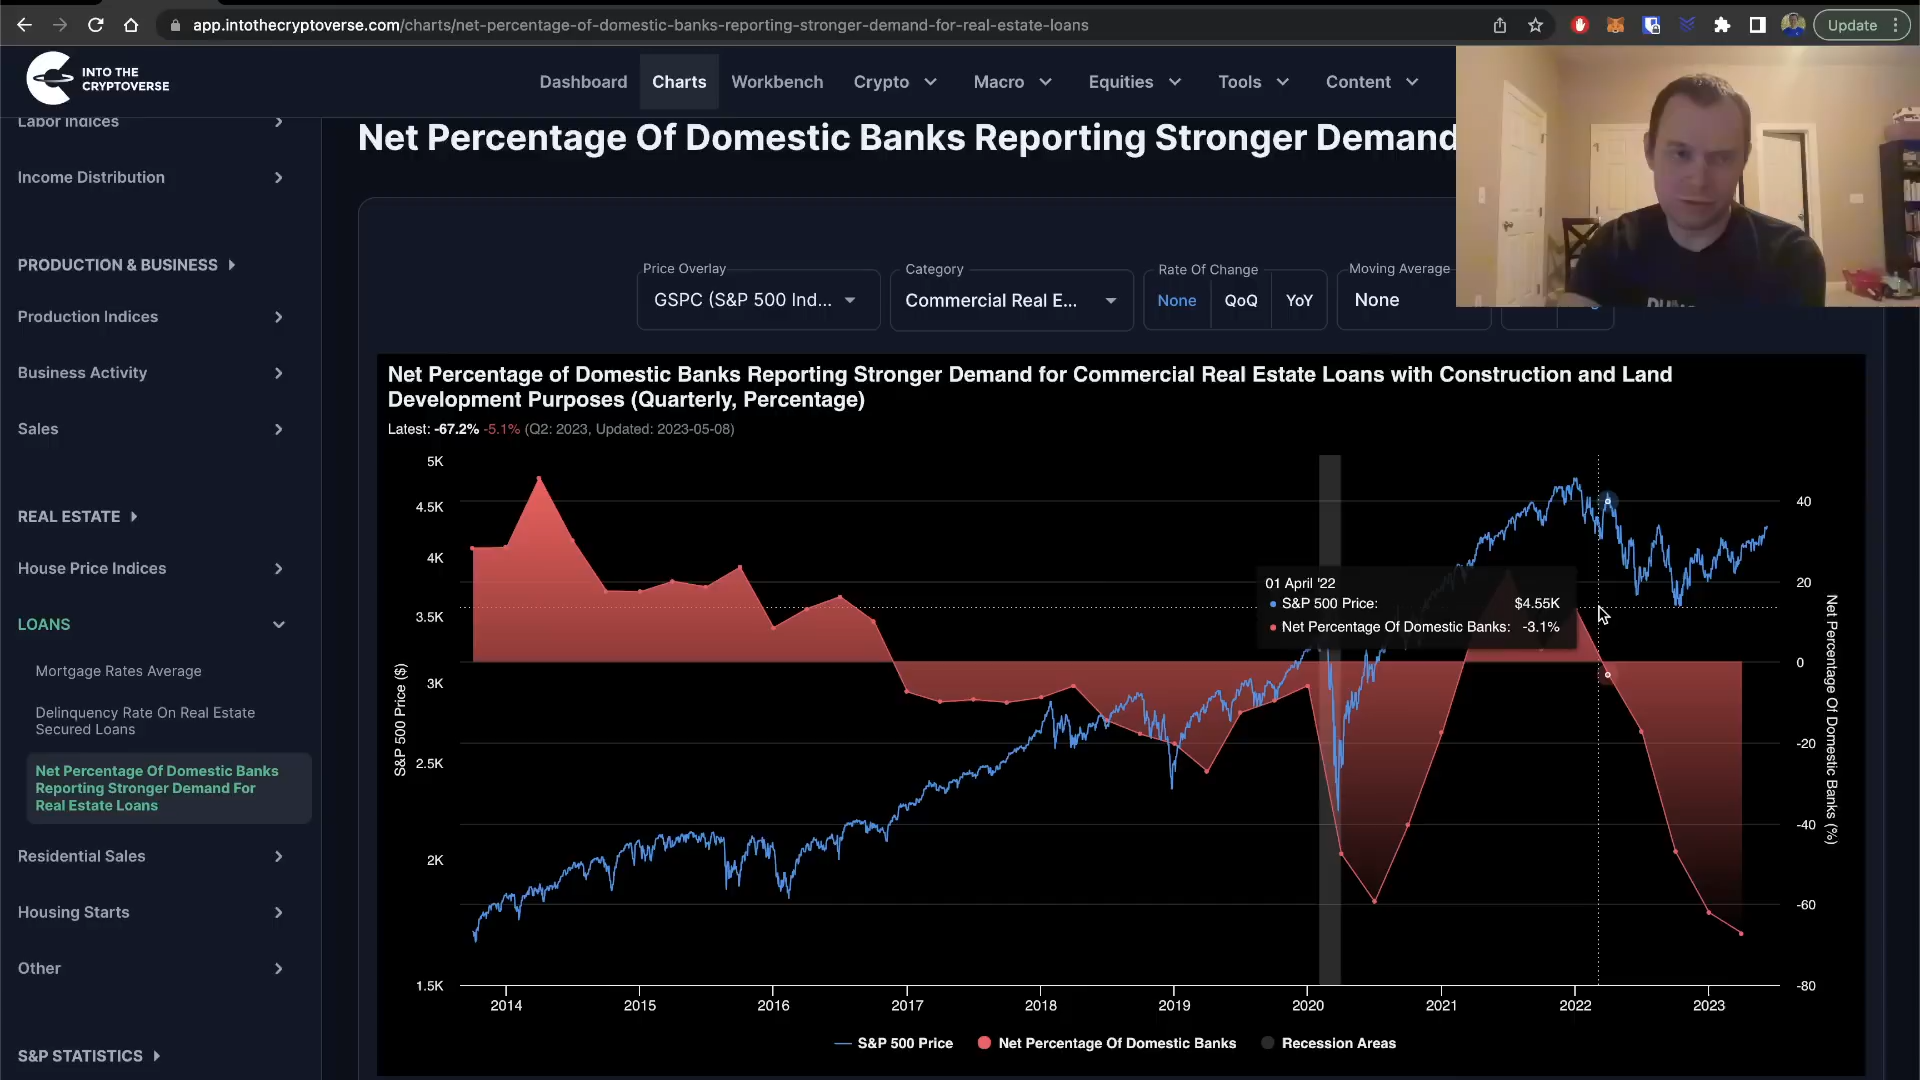 app.intothecryptoverse.com/charts/net-percentage-of-domestic-banks-reporting-stronger-demand-for-real-estate-loans
Update
INTO THE
CRYPTOVERSE
Dashboard
Charts
Workbench
Crypto
Macro
Equities
Tools
Content
Labor Indices
Income Distribution
PRODUCTION & BUSINESS
Production Indices
Business Activity
Sales
REAL ESTATE
House Price Indices
LOANS
Mortgage Rates Average
Delinquency Rate On Real Estate
Secured Loans
Net Percentage Of Domestic Banks
Reporting Stronger Demand For
Real Estate Loans
Residential Sales
Housing Starts
Other
S&P STATISTICS
Net Percentage Of Domestic Banks Reporting Stronger Demand
Price Overlay
GSPC (S&P 500 Ind...
Category
Commercial Real E...
Rate Of Change
None
QoQ
YoY
Moving Average
None
Net Percentage of Domestic Banks Reporting Stronger Demand for Commercial Real Estate Loans with Construction and Land
Development Purposes (Quarterly, Percentage)
Latest: -67.2% -5.1% (Q2: 2023, Updated: 2023-05-08)
5K
4.5K
4K
3.5K
3K
2.5K
2K
1.5K
S&P 500 Price ($)
40
20
0
-20
-40
-60
-80
Net Percentage Of Domestic Banks (%)
01 April '22
S&P 500 Price: $4.55K
Net Percentage Of Domestic Banks: -3.1%
2014
2015
2016
2017
2018
2019
2020
2021
2022
2023
S&P 500 Price
Net Percentage Of Domestic Banks
Recession Areas